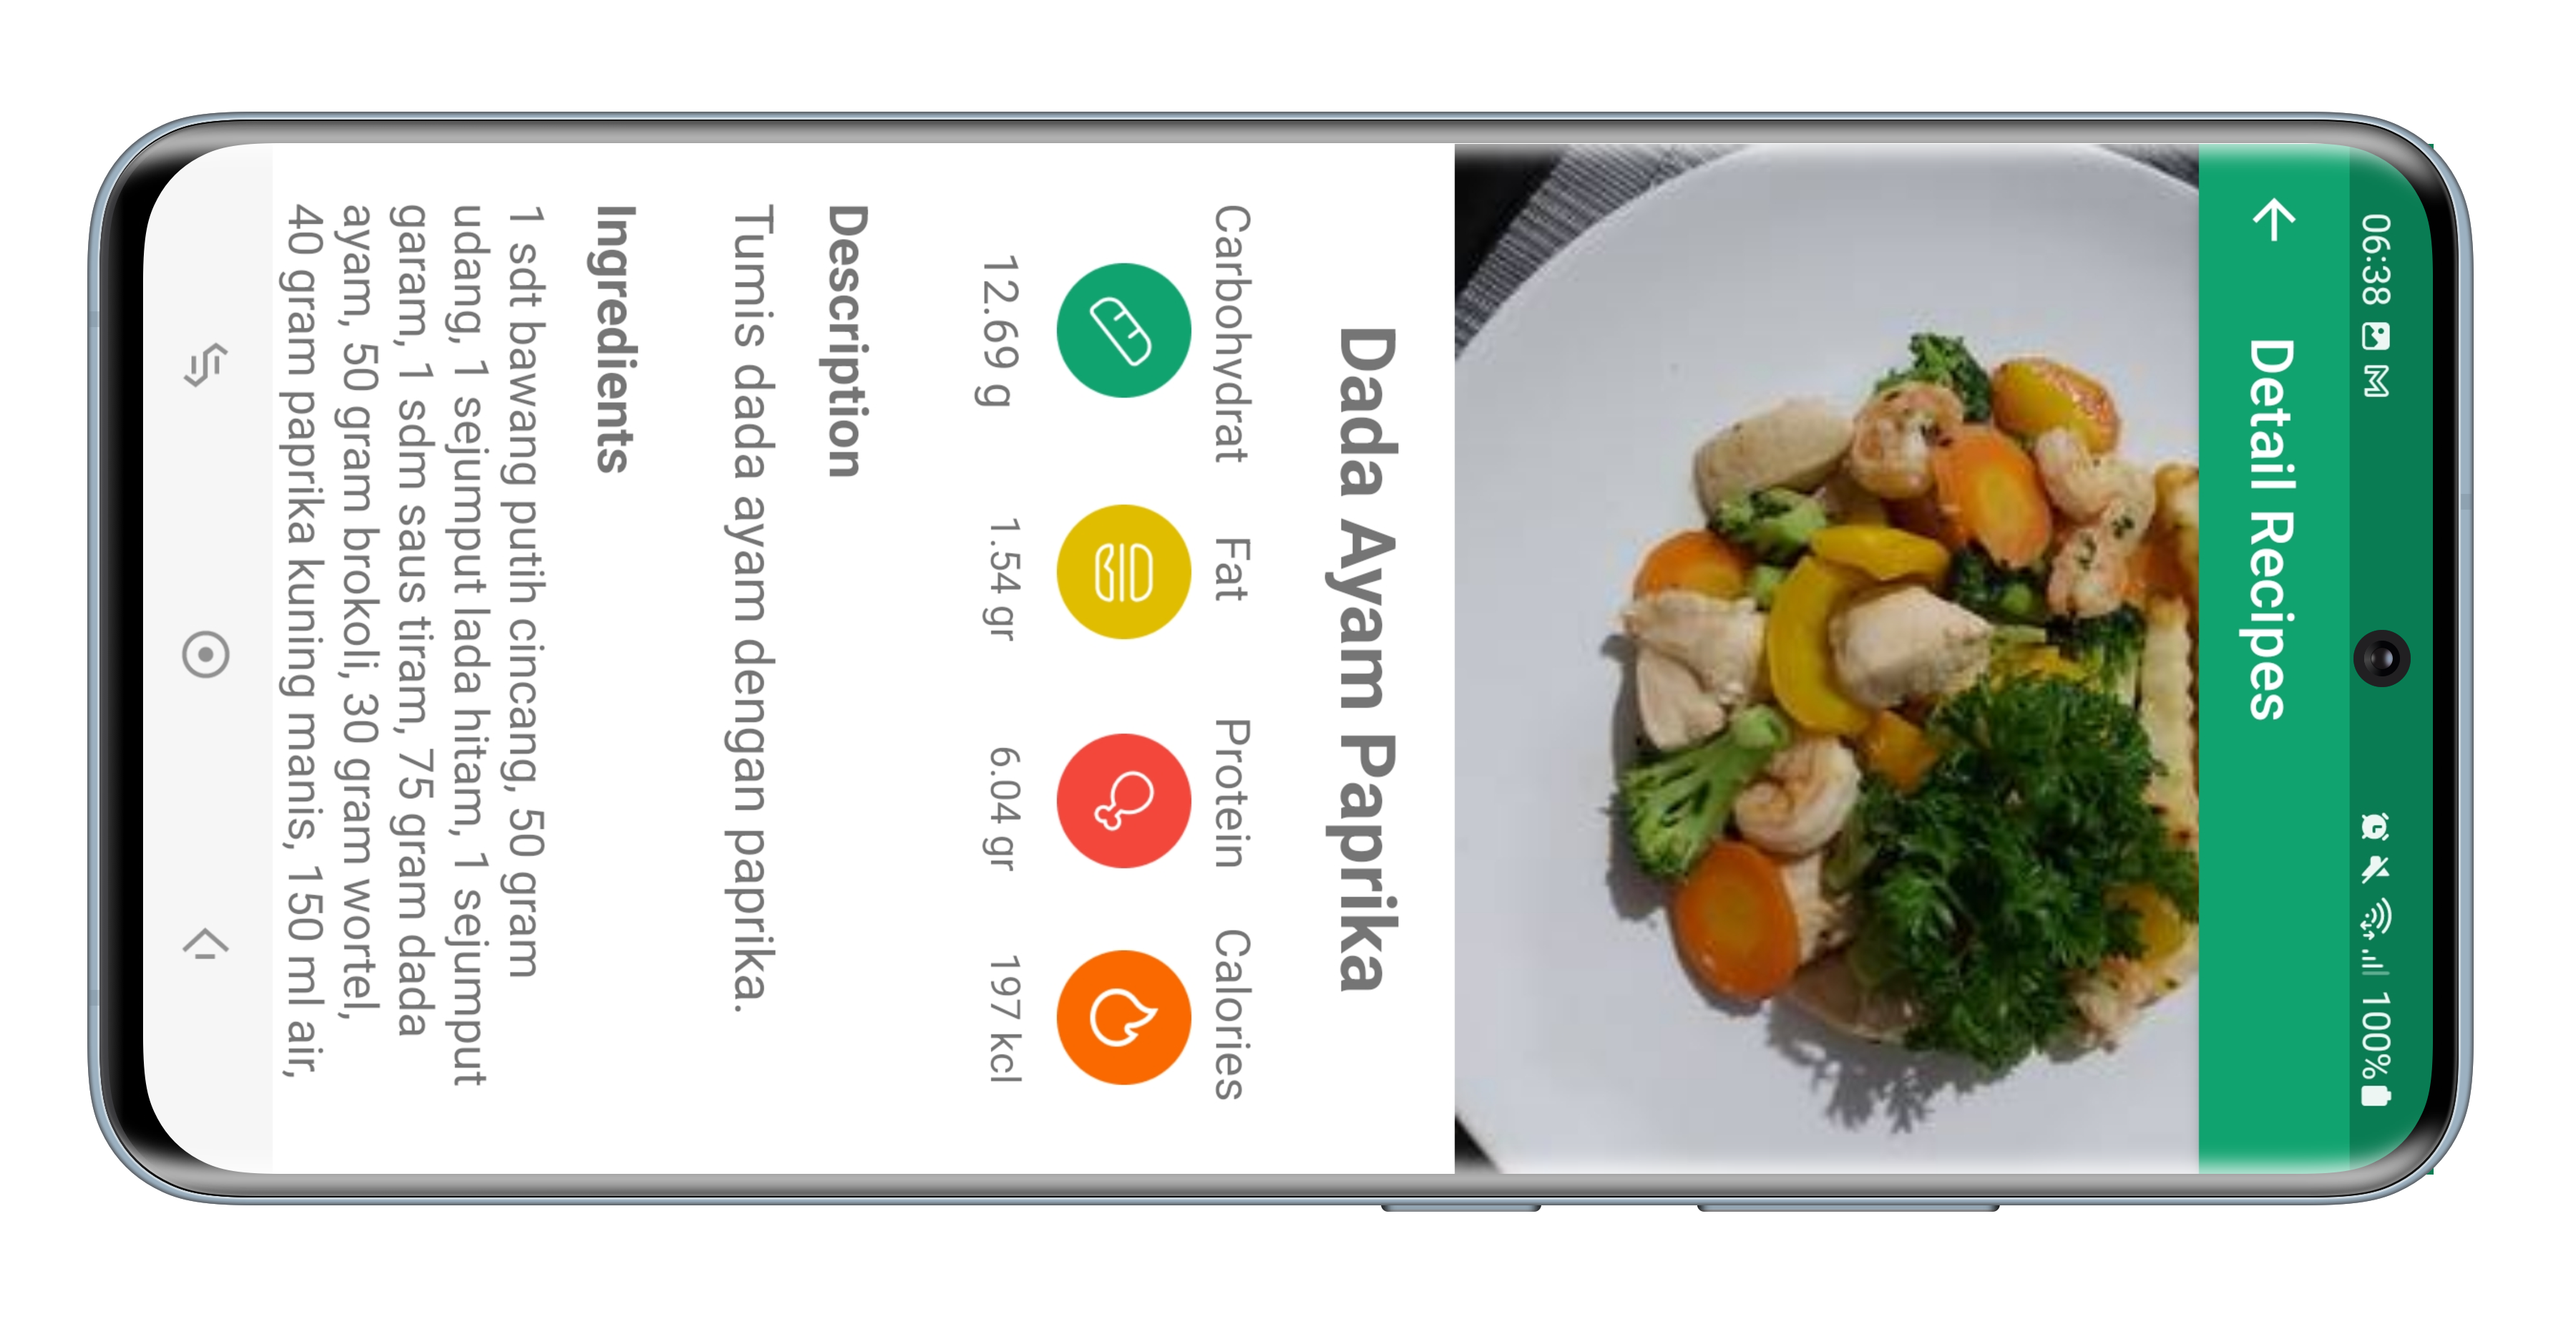 06:38
100%
Detail Recipes
Dada Ayam Paprika
Carbohydrat Fat Protein Calories
12.69 g 1.54 gr 6.04 gr 197 kcl
Description
Tumis dada ayam dengan paprika.
Ingredients
1 sdt bawang putih cincang, 50 gram
udang, 1 sejumput lada hitam, 1 sejumput
garam, 1 sdm saus tiram, 75 gram dada
ayam, 50 gram brokoli, 30 gram wortel,
40 gram paprika kuning manis, 150 ml air,